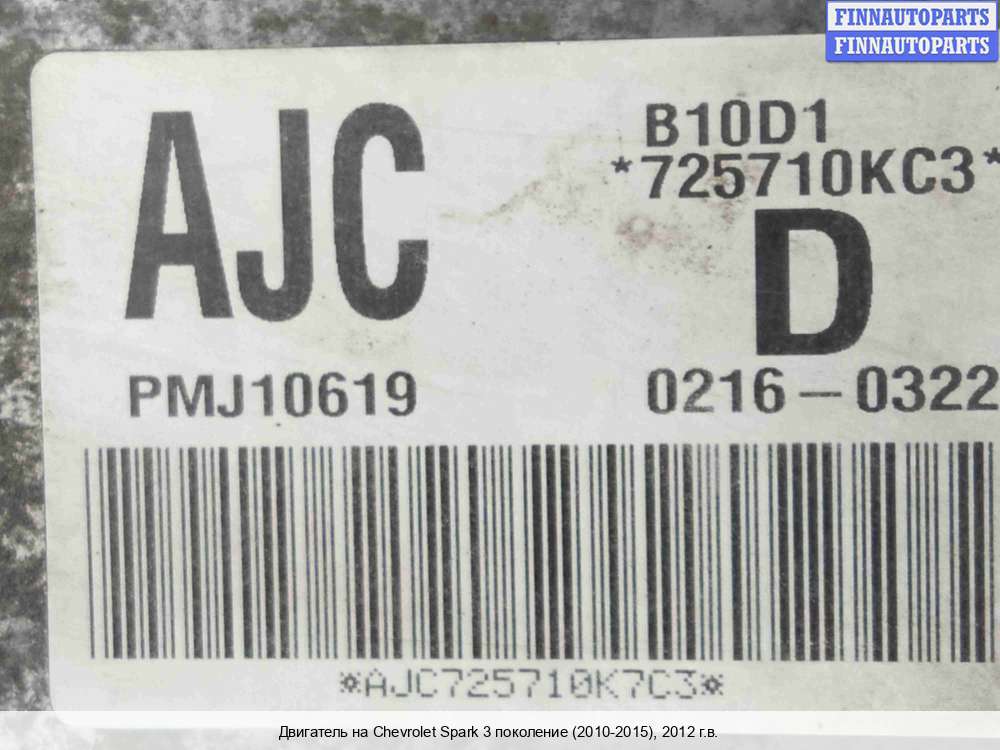 FINNAUTOPARTS
FINNAUTOPARTS
AJC
B10D1
*725710KC3*
D
PMJ10619
0216–0322
*AJC725710K7C3*
Двигатель на Chevrolet Spark 3 поколение (2010-2015), 2012 г.в.